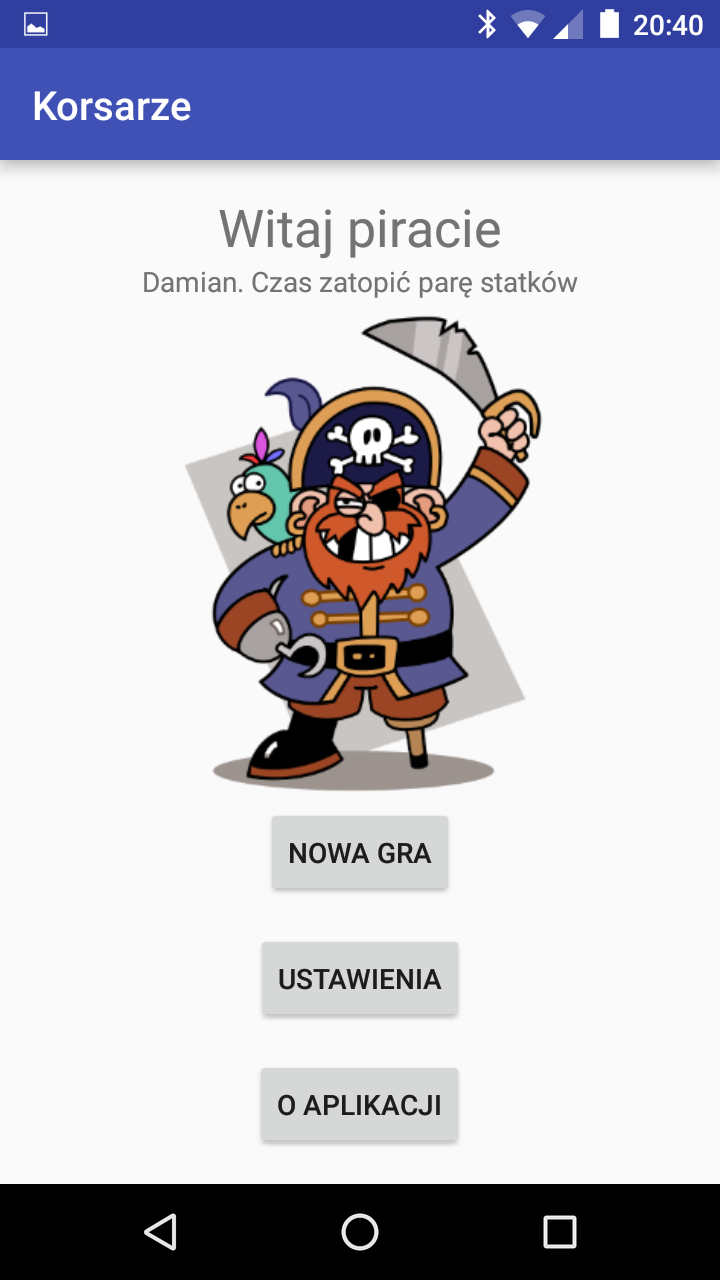 20:40
Korsarze
Witaj piracie
Damian. Czas zatopić parę statków
NOWA GRA
USTAWIENIA
O APLIKACJI